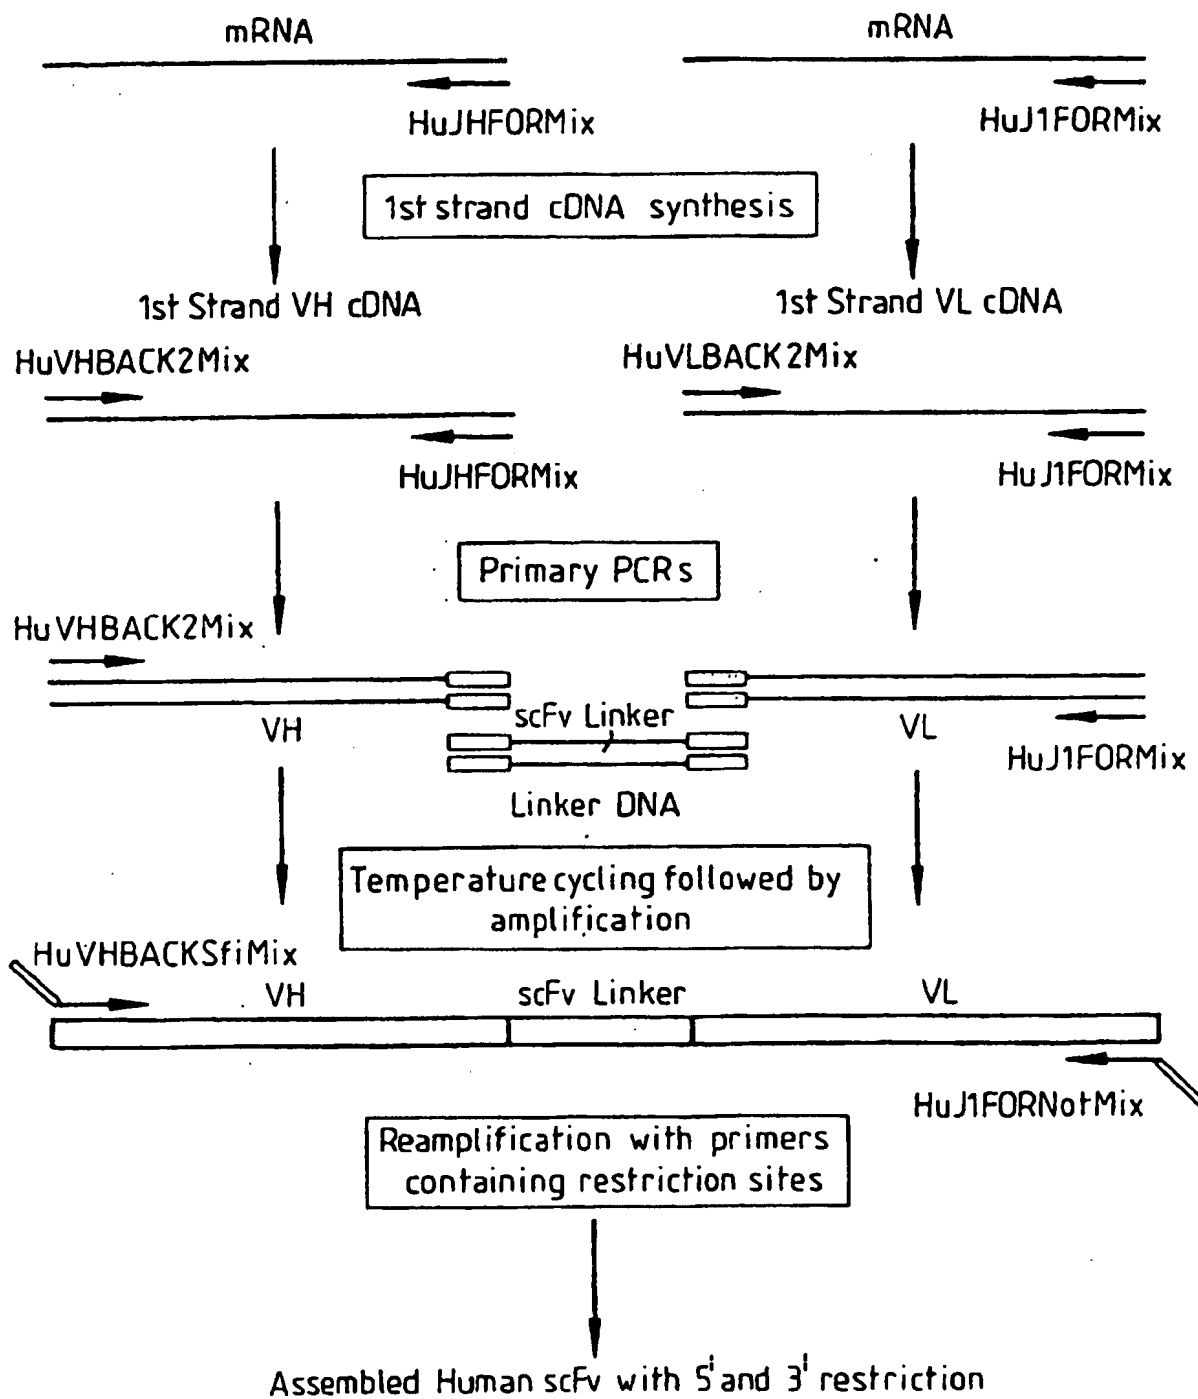 mRNA
mRNA
HuJHFORMix
HuJ1FORMix
1st strand cDNA synthesis
1st Strand VH cDNA
1st Strand VL cDNA
HuVHBACK2Mix
HuVLBACK2Mix
HuJHFORMix
HuJ1FORMix
Primary PCRs
HuVHBACK2Mix
VH
scFv Linker
VL
HuJ1FORMix
Linker DNA
Temperature cycling followed by
amplification
HuVHBACKSfiMix
VH
scFv Linker
VL
HuJ1FORNotMix
Reamplification with primers
containing restriction sites
Assembled Human scFv with 5' and 3' restriction